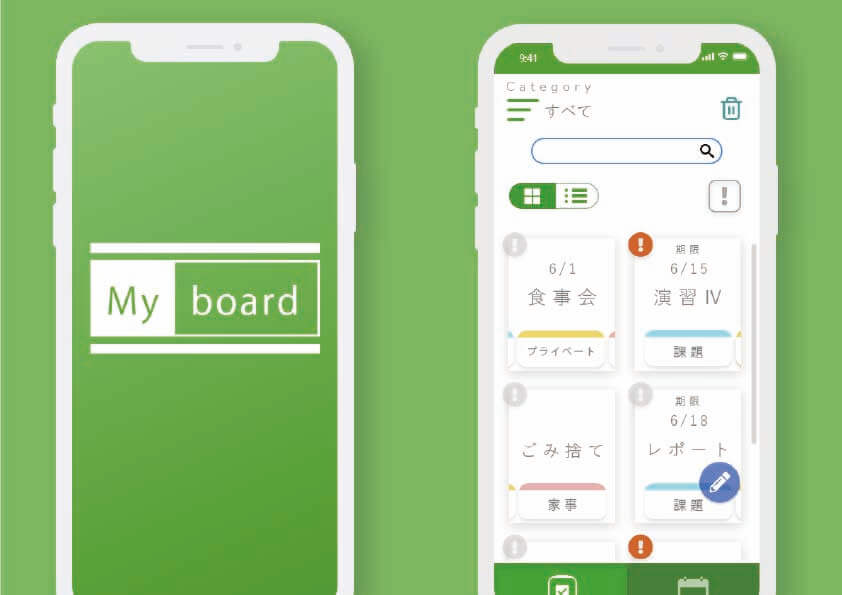 My board
9:41
Category
すべて
6/1
食事会
プライベート
期限
6/15
演習Ⅳ
課題
ごみ捨て
家事
期限
6/18
レポート
課題